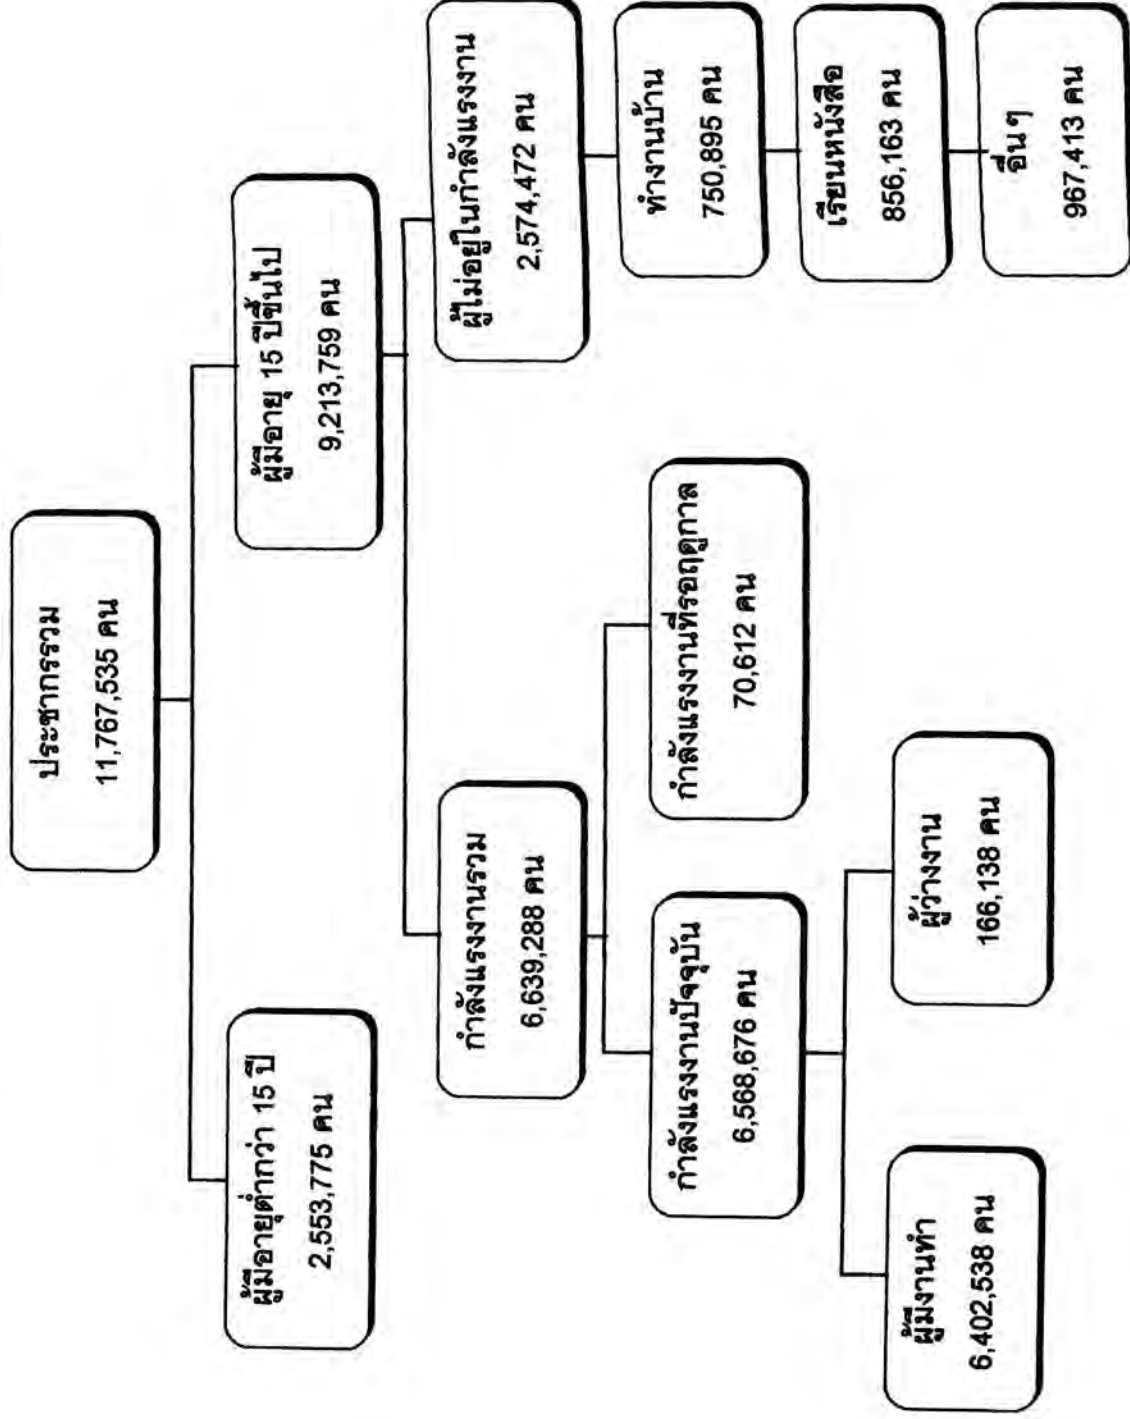 ประชากรรวม
11,767,535 คน
ผู้มีอายุต่ำกว่า 15 ปี
2,553,775 คน
ผู้มีอายุ 15 ปีขึ้นไป
9,213,759 คน
กำลังแรงงานรวม
6,639,288 คน
ผู้ไม่อยู่ในกำลังแรงงาน
2,574,472 คน
กำลังแรงงานปัจจุบัน
6,568,676 คน
กำลังแรงงานที่รอฤดูกาล
70,612 คน
ทำงานบ้าน
750,895 คน
เรียนหนังสือ
856,163 คน
อื่น ๆ
967,413 คน
ผู้มีงานทำ
6,402,538 คน
ผู้ว่างงาน
166,138 คน